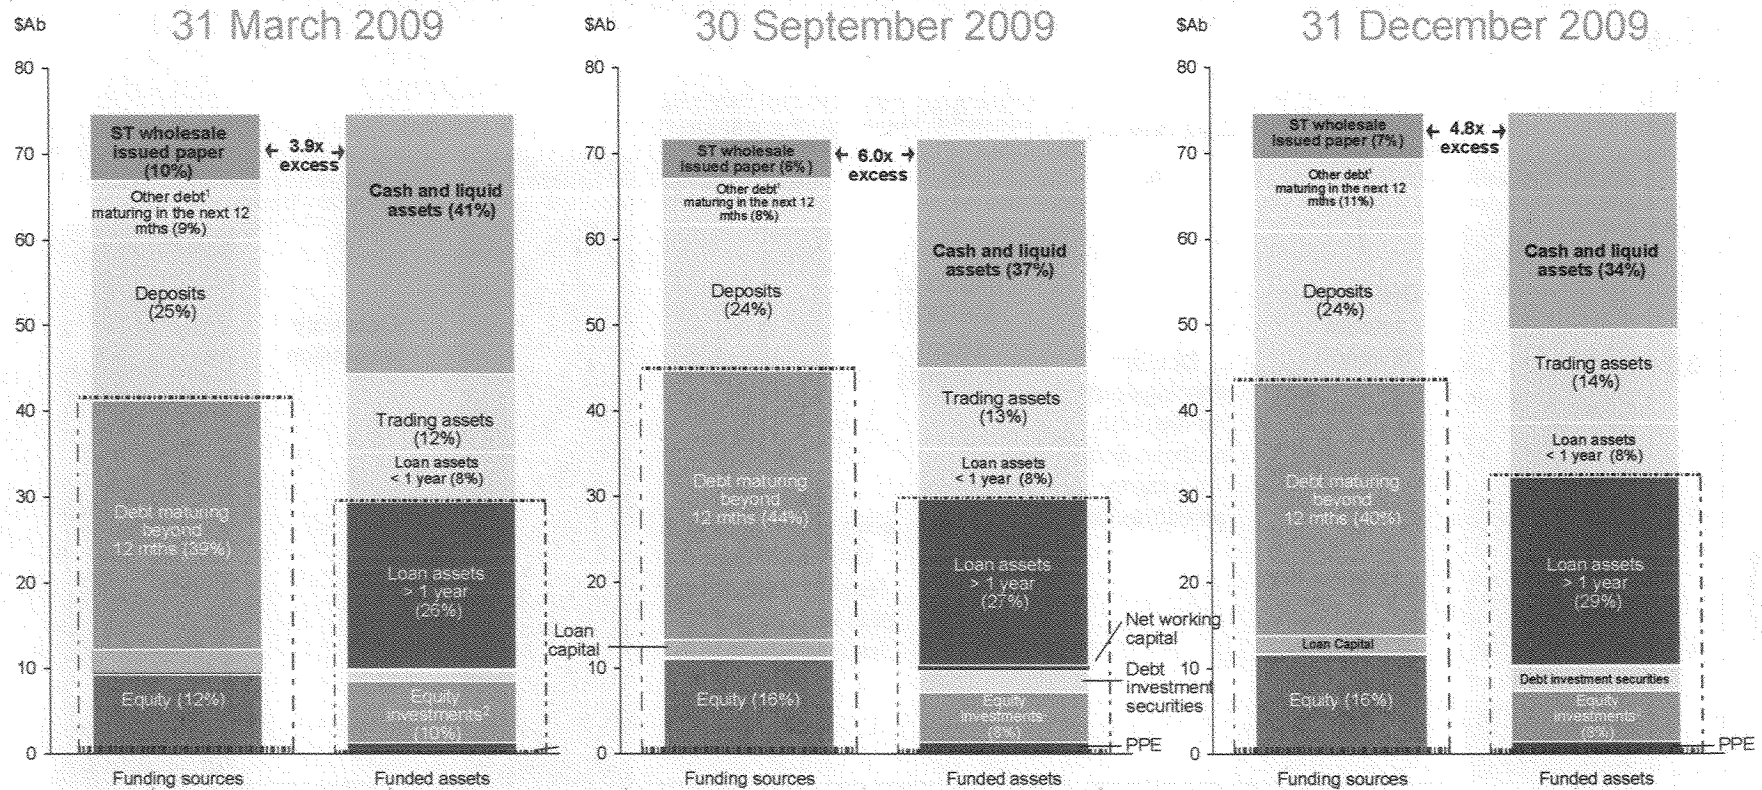 $Ab
31 March 2009
80
70
60
50
40
30
20
10
0
ST wholesale
issued paper
(10%)
3.9x
excess
Other debt¹
maturing in the next 12
mths (9%)
Deposits
(25%)
Debt maturing
beyond
12 mths (39%)
Equity (12%)
Cash and liquid
assets (41%)
Trading assets
(12%)
Loan assets
< 1 year (8%)
Loan assets
> 1 year
(26%)
Equity
investments²
(10%)
Funding sources
Funded assets
$Ab
30 September 2009
80
70
60
50
40
30
20
10
0
ST wholesale
issued paper (6%)
6.0x
excess
Other debt¹
maturing in the next 12
mths (8%)
Deposits
(24%)
Debt maturing
beyond
12 mths (44%)
Loan
capital
Equity (16%)
Cash and liquid
assets (37%)
Trading assets
(13%)
Loan assets
< 1 year (8%)
Loan assets
> 1 year
(27%)
Net working
capital
Debt
investment
securities
Equity
investments
PPE
Funding sources
Funded assets
$Ab
31 December 2009
80
70
60
50
40
30
20
10
0
ST wholesale
issued paper (7%)
4.8x
excess
Other debt¹
maturing in the next 12
mths (11%)
Deposits
(24%)
Debt maturing
beyond
12 mths (40%)
Loan Capital
Equity (16%)
Cash and liquid
assets (34%)
Trading assets
(14%)
Loan assets
< 1 year (8%)
Loan assets
> 1 year
(29%)
Debt investment securities
Equity
investments
PPE
Funding sources
Funded assets